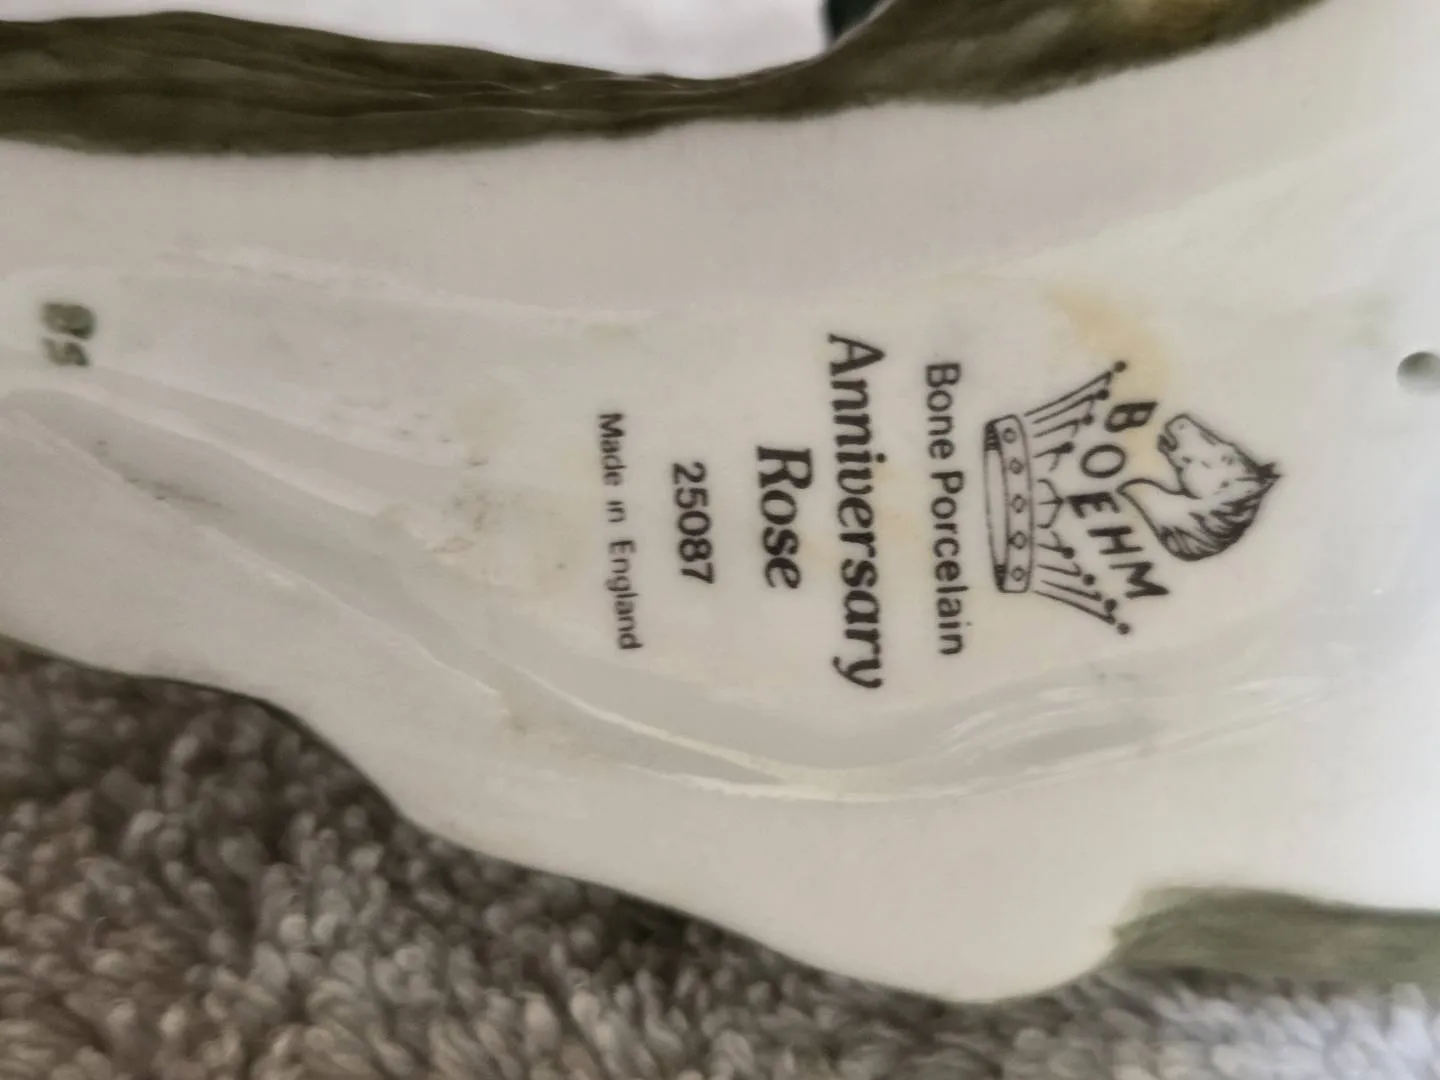 BOEHM
Bone Porcelain
Anniversary
Rose
25087
Made in England